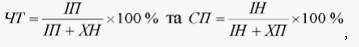 ЧТ = ІП / (ІП + ХН) × 100 % та СП = ІН / (ІН + ХП) × 100 % ,